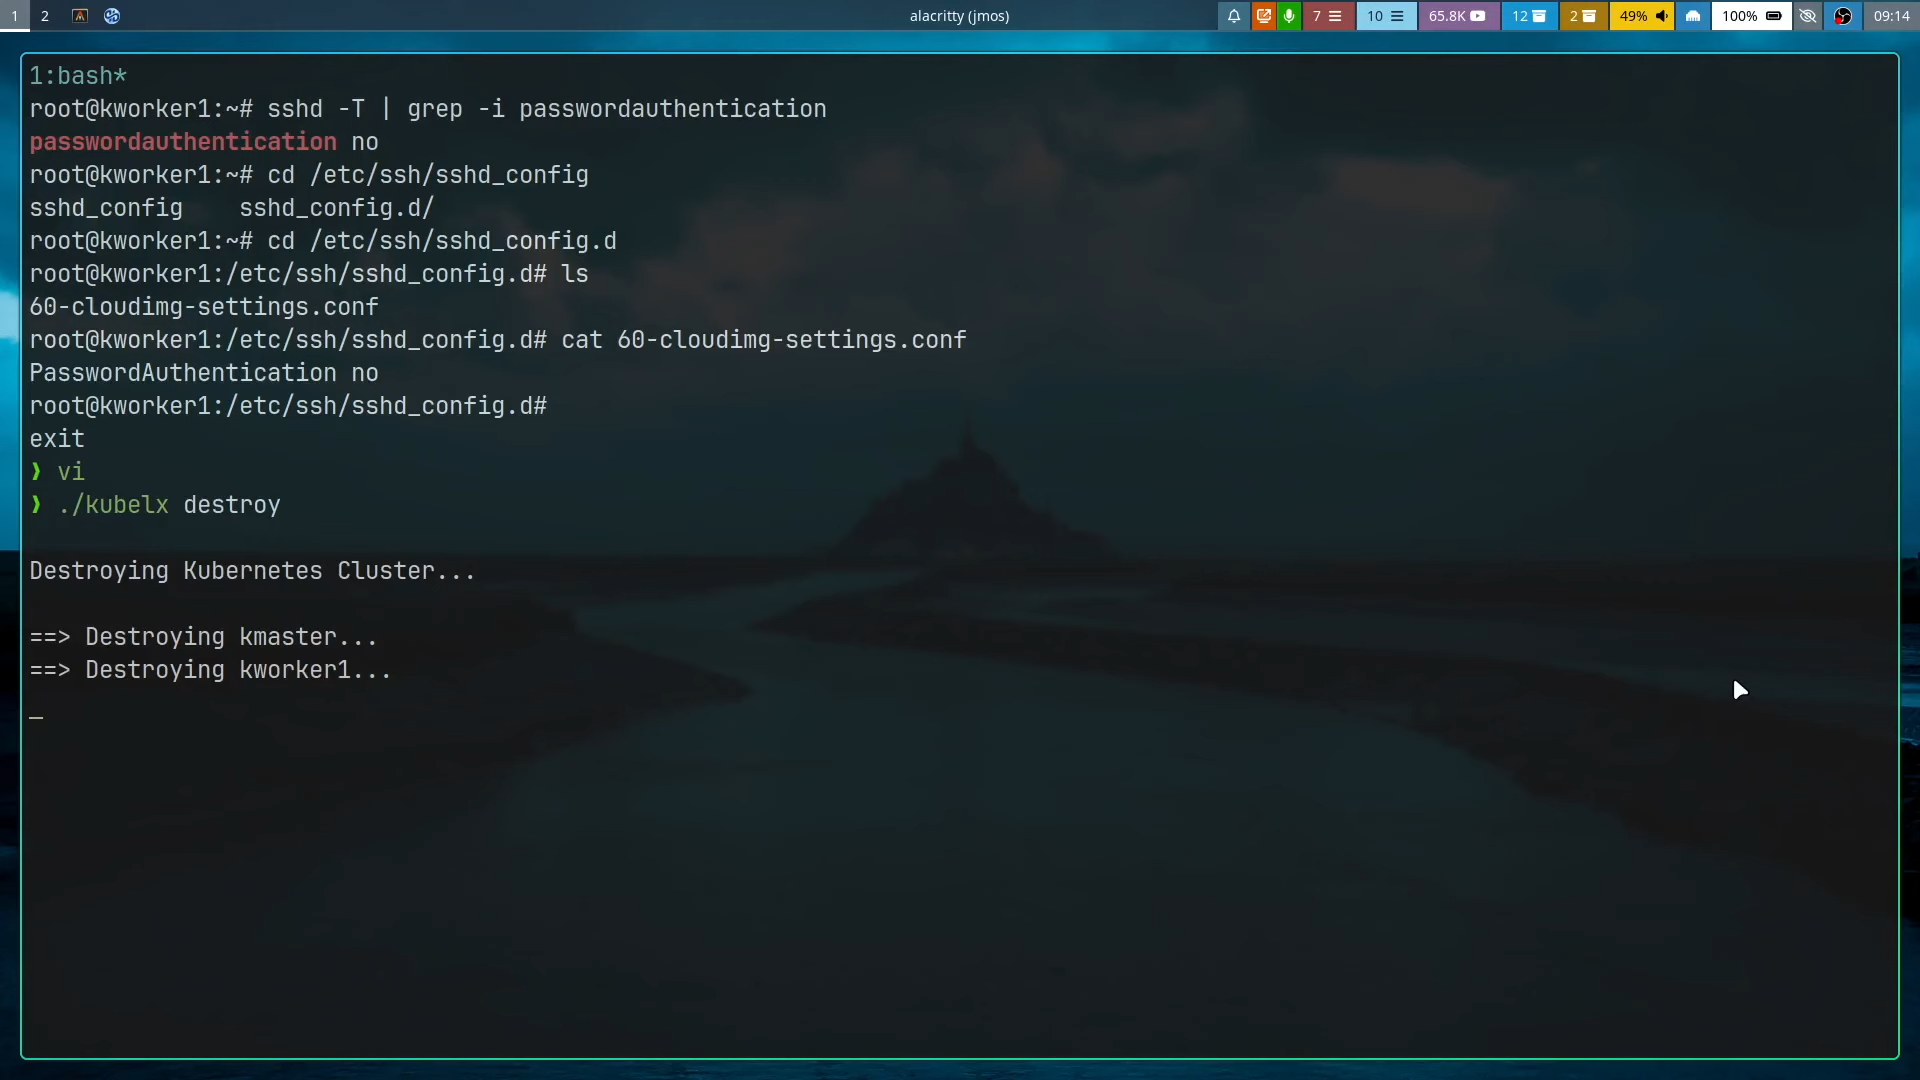 1 2 alacritty (jmos) 7 10 65.8K 12 2 49% 100% 09:14
1:bash*
root@kworker1:~# sshd -T | grep -i passwordauthentication
passwordauthentication no
root@kworker1:~# cd /etc/ssh/sshd_config
sshd_config    sshd_config.d/
root@kworker1:~# cd /etc/ssh/sshd_config.d
root@kworker1:/etc/ssh/sshd_config.d# ls
60-cloudimg-settings.conf
root@kworker1:/etc/ssh/sshd_config.d# cat 60-cloudimg-settings.conf
PasswordAuthentication no
root@kworker1:/etc/ssh/sshd_config.d#
exit
❱ vi
❱ ./kubelx destroy
Destroying Kubernetes Cluster...
==> Destroying kmaster...
==> Destroying kworker1...
_